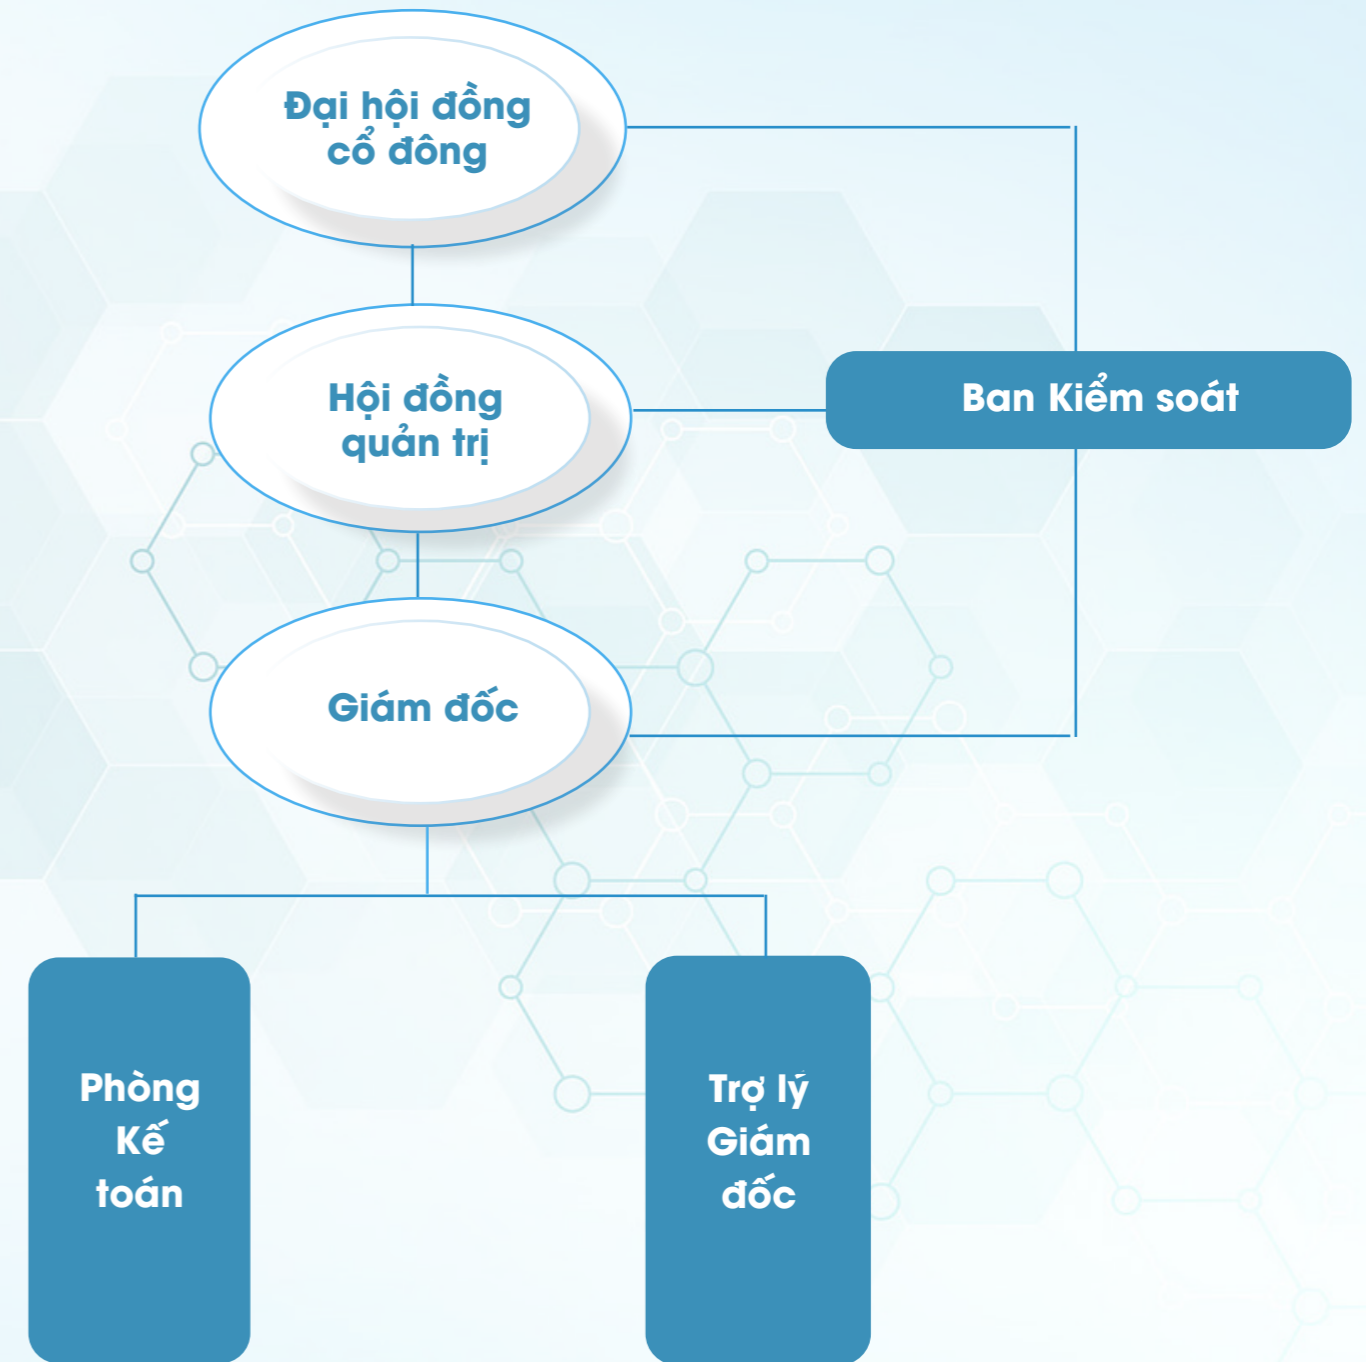 Đại hội đồng
cổ đông
Hội đồng
quản trị
Ban Kiểm soát
Giám đốc
Phòng
Kế
toán
Trợ lý
Giám
đốc